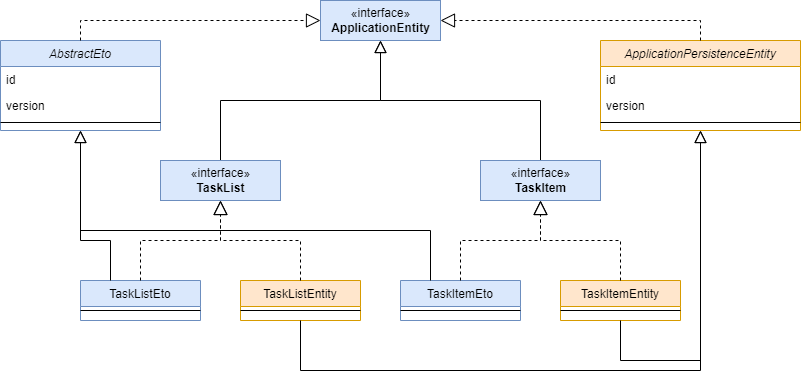 «interface»
ApplicationEntity
AbstractEto
id
version
ApplicationPersistenceEntity
id
version
«interface»
TaskList
«interface»
TaskItem
TaskListEto
TaskListEntity
TaskItemEto
TaskItemEntity